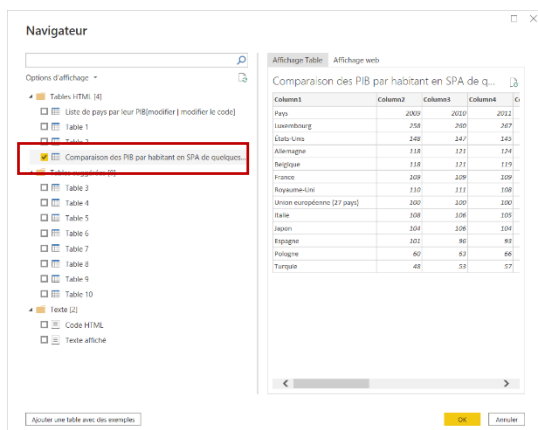 Navigateur
Options d'affichage
Tables HTML [4]
Liste de pays par leur PIB[modifier | modifier le code]
Table 1
Comparaison des PIB par habitant en SPA de quelques...
Table 3
Table 4
Table 5
Table 6
Table 7
Table 8
Table 9
Table 10
Texte [2]
Code HTML
Texte affiché
Ajouter une table avec des exemples
Affichage Table Affichage web
Comparaison des PIB par habitant en SPA de q...
Column1 Column2 Column3 Column4
Pays 2009 2010 2011
Luxembourg 258 260 267
États-Unis 148 147 145
Allemagne 118 121 124
Belgique 118 121 119
France 109 109 109
Royaume-Uni 110 111 108
Union européenne (27 pays) 100 100 100
Italie 108 106 105
Japon 104 106 104
Espagne 101 96 93
Pologne 60 63 66
Turquie 48 53 57
OK Annuler